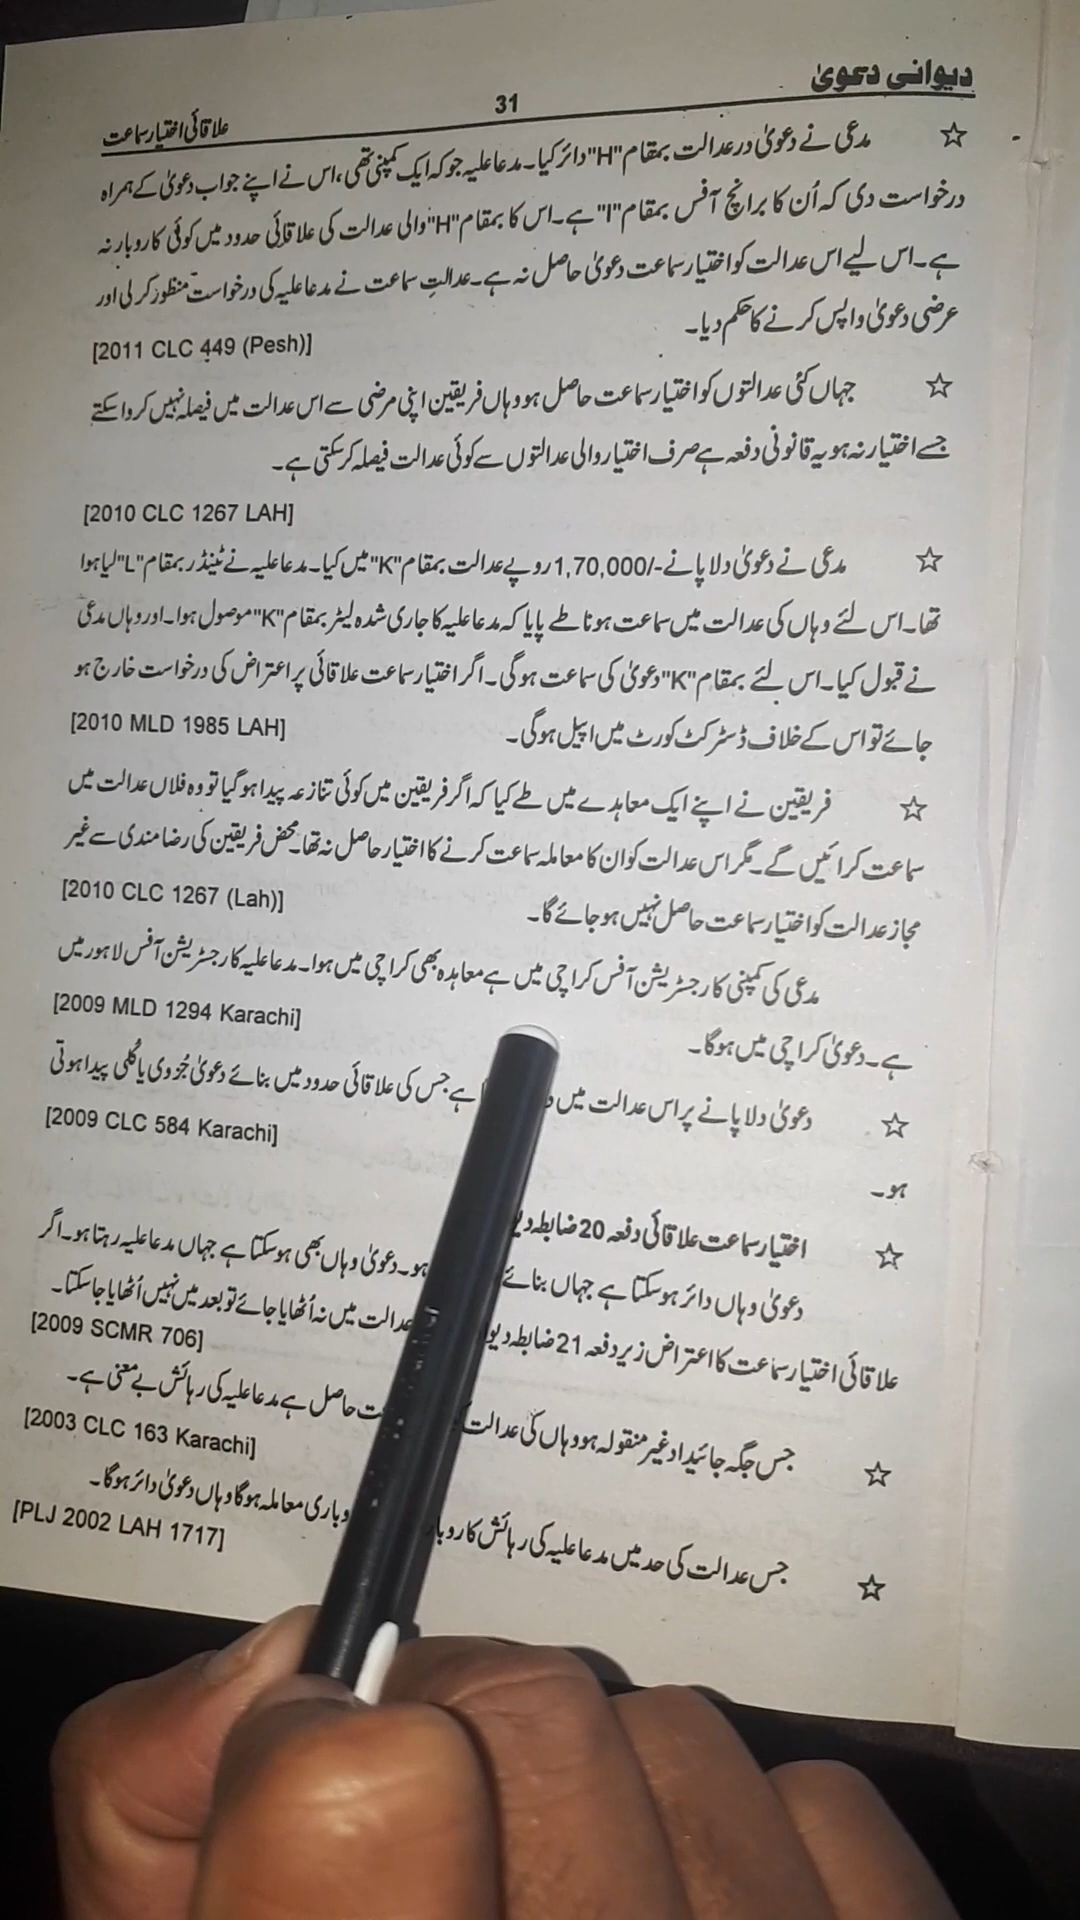 دیوانی دعویٰ
31
علاقائی اختیار سماعت
☆ مدعی نے دعویٰ در عدالت بمقام "H" دائر کیا۔ مدعا علیہ جو کہ ایک کمپنی تھی، اس نے اپنے جواب دعویٰ کے ہمراہ
درخواست دی کہ اُن کا برانچ آفس بمقام "I" ہے۔ اس کا بمقام "H" والی عدالت کی علاقائی حدود میں کوئی کاروبار نہ
ہے۔ اس لیے اس عدالت کو اختیار سماعت دعویٰ حاصل نہ ہے۔ عدالتِ سماعت نے مدعا علیہ کی درخواست منظور کر لی اور
عرضی دعویٰ واپس کرنے کا حکم دیا۔ [2011 CLC 449 (Pesh)]
☆ جہاں کئی عدالتوں کو اختیار سماعت حاصل ہو وہاں فریقین اپنی مرضی سے اس عدالت میں فیصلہ نہیں کروا سکتے
جسے اختیار نہ ہو یہ قانونی دفعہ ہے صرف اختیار والی عدالتوں سے کوئی عدالت فیصلہ کر سکتی ہے۔
[2010 CLC 1267 LAH]
☆ مدعی نے دعویٰ دلا پانے -/1,70,000 روپے عدالت بمقام "K" میں کیا۔ مدعا علیہ نے ٹینڈر بمقام "L" لیا ہوا
تھا۔ اس لئے وہاں کی عدالت میں سماعت ہونا طے پایا کہ مدعا علیہ کا جاری شدہ لیٹر بمقام "K" موصول ہوا۔ اور وہاں مدعی
نے قبول کیا۔ اس لئے بمقام "K" دعویٰ کی سماعت ہوگی۔ اگر اختیار سماعت علاقائی پر اعتراض کی درخواست خارج ہو
جائے تو اس کے خلاف ڈسٹرکٹ کورٹ میں اپیل ہوگی۔ [2010 MLD 1985 LAH]
☆ فریقین نے اپنے ایک معاہدے میں طے کیا کہ اگر فریقین میں کوئی تنازعہ پیدا ہو گیا تو وہ فلاں عدالت میں
سماعت کرائیں گے۔ مگر اس عدالت کو ان کا معاملہ سماعت کرنے کا اختیار حاصل نہ تھا۔ محض فریقین کی رضا مندی سے غیر
مجاز عدالت کو اختیار سماعت حاصل نہیں ہو جائے گا۔ [2010 CLC 1267 (Lah)]
مدعی کی کمپنی کا رجسٹریشن آفس کراچی میں ہے معاہدہ بھی کراچی میں ہوا۔ مدعا علیہ کا رجسٹریشن آفس لاہور میں
ہے۔ دعویٰ کراچی میں ہوگا۔ [2009 MLD 1294 Karachi]
☆ دعویٰ دلا پانے پر اس عدالت میں ہے جس کی علاقائی حدود میں بنائے دعویٰ جُزوی یا کُلی پیدا ہوتی
ہو۔ [2009 CLC 584 Karachi]
☆ اختیار سماعت علاقائی دفعہ 20 ضابطہ
دعویٰ وہاں دائر ہو سکتا ہے جہاں بنائے ہو۔ دعویٰ وہاں بھی ہو سکتا ہے جہاں مدعا علیہ رہتا ہو۔ اگر
علاقائی اختیار سماعت کا اعتراض زیر دفعہ 21 ضابطہ عدالت میں نہ اُٹھایا جائے تو بعد میں نہیں اُٹھایا جا سکتا۔
[2009 SCMR 706]
☆ جس جگہ جائیداد غیر منقولہ ہو وہاں کی عدالت حاصل ہے مدعا علیہ کی رہائش بے معنی ہے۔
[2003 CLC 163 Karachi]
☆ جس عدالت کی حد میں مدعا علیہ کی رہائش کاروبار معاملہ ہوگا وہاں دعویٰ دائر ہوگا۔
[PLJ 2002 LAH 1717]